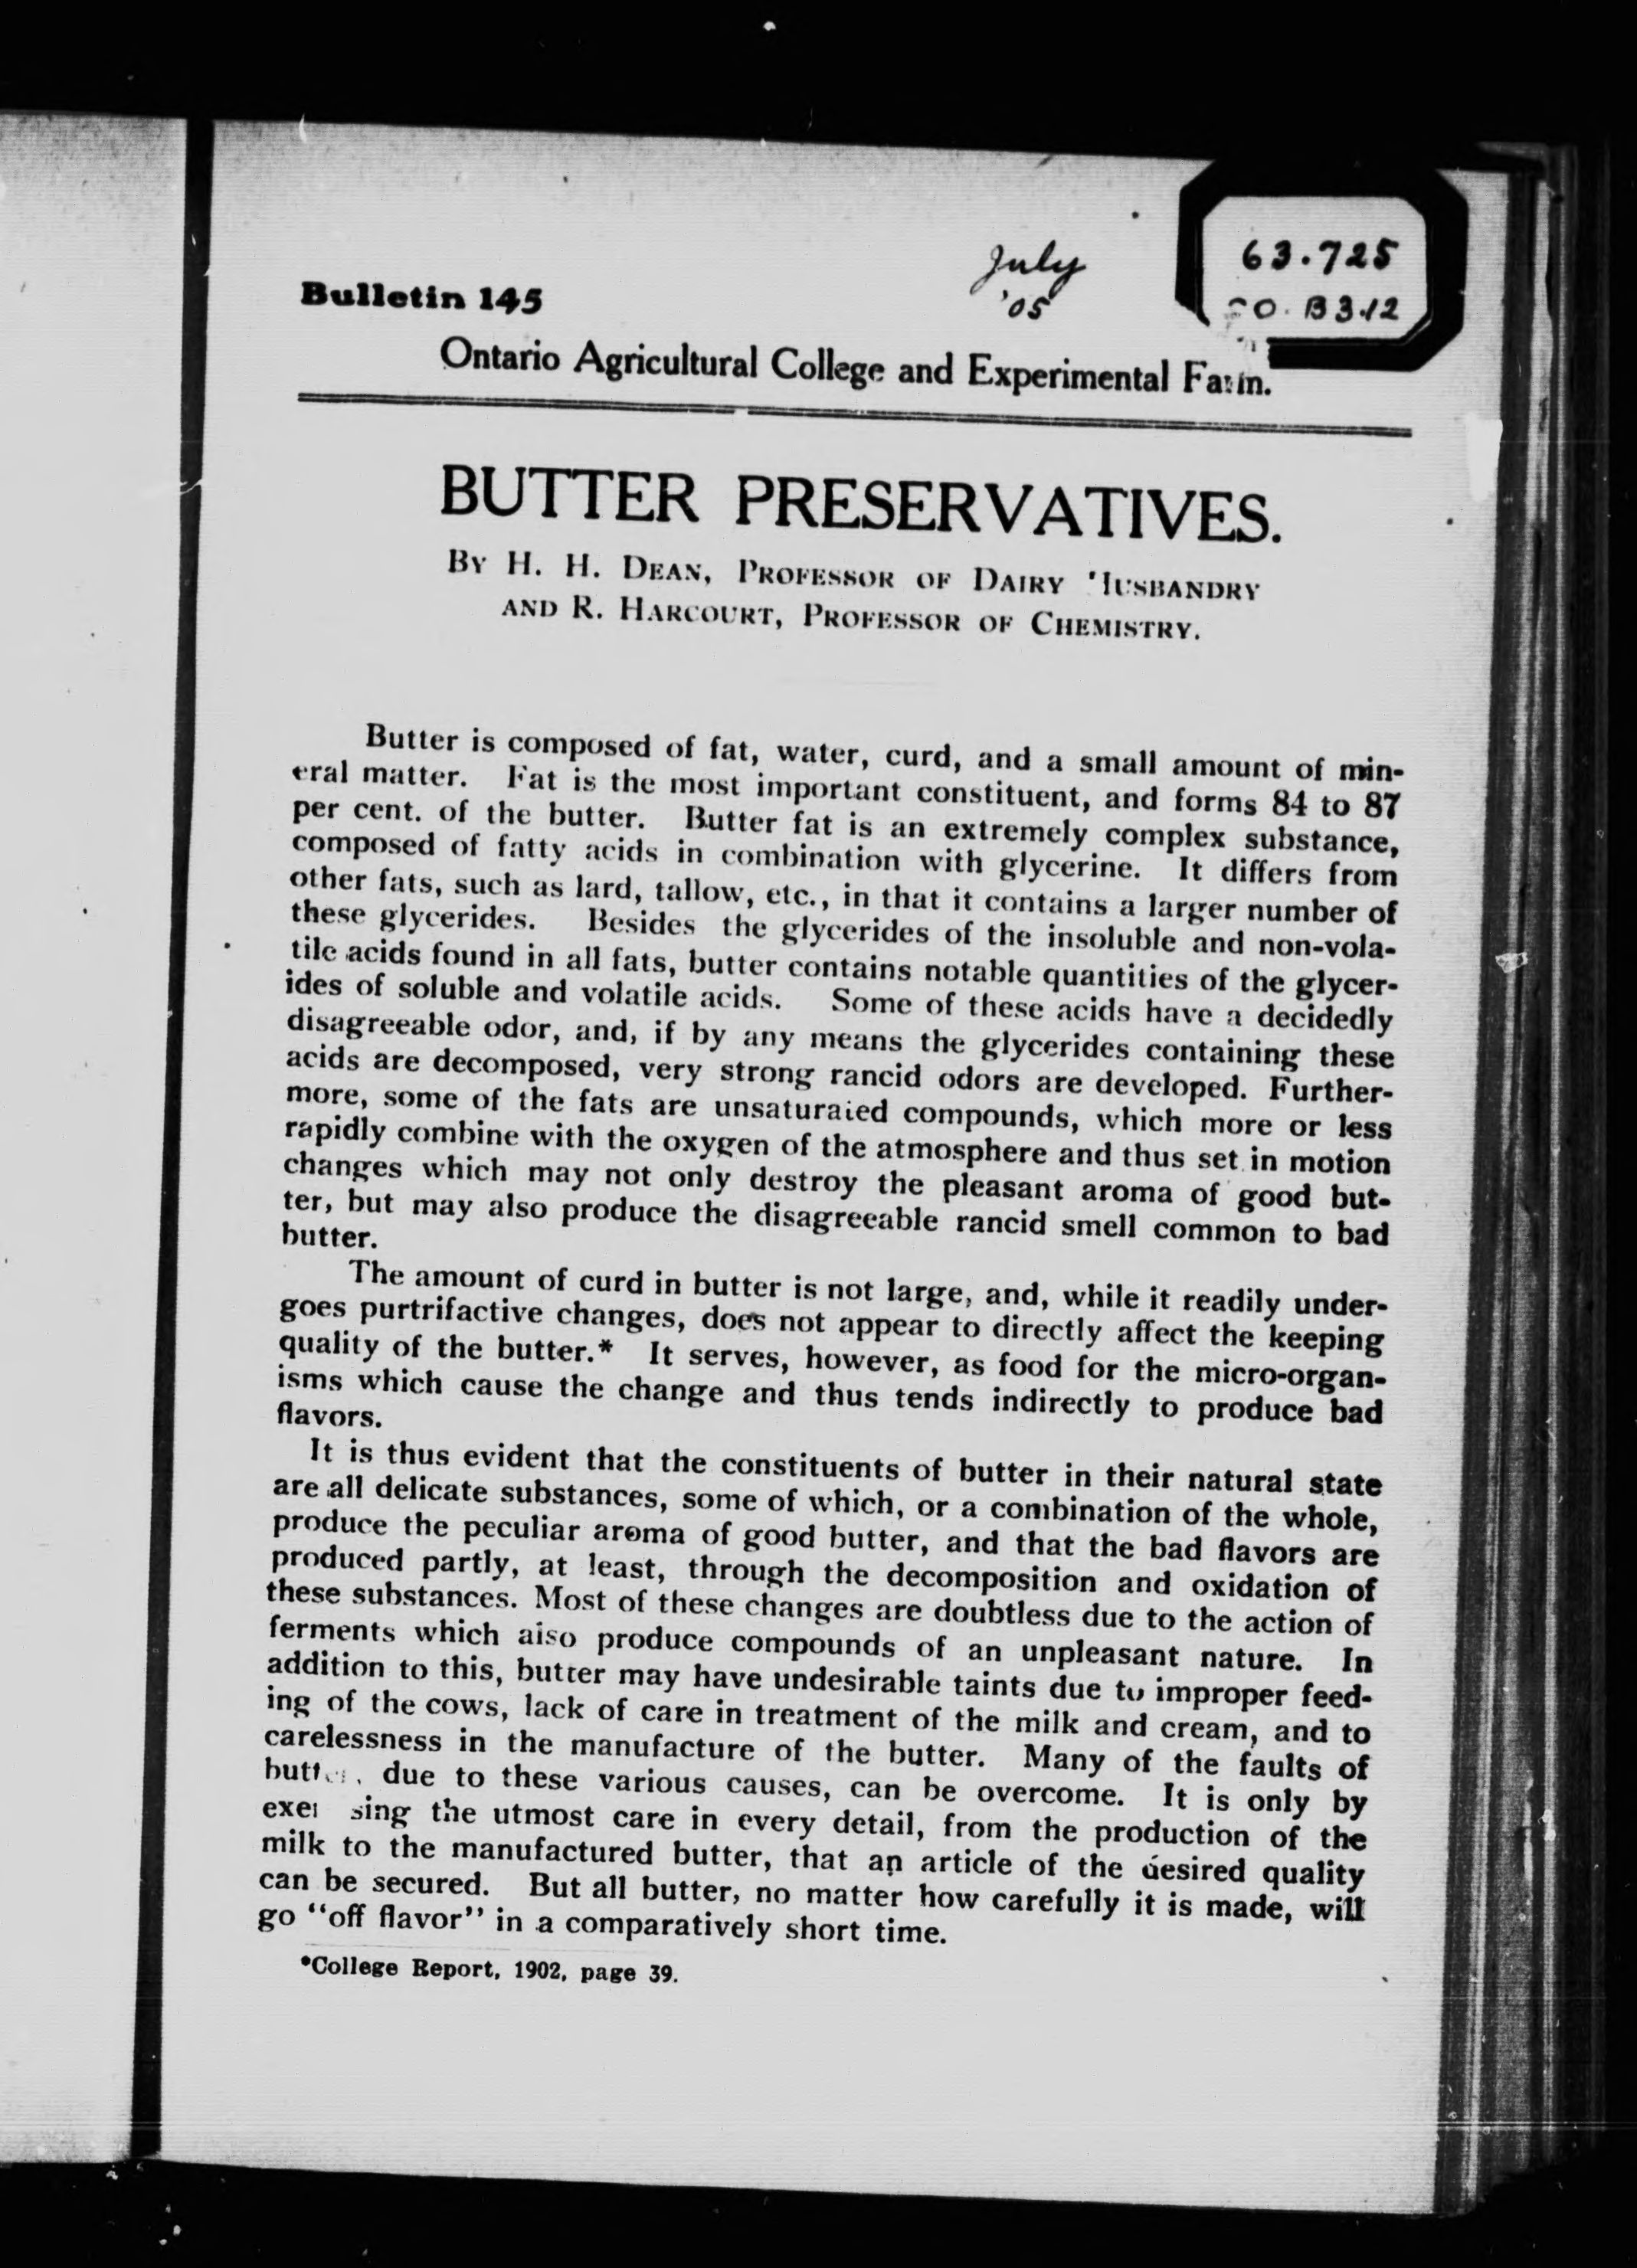 July
'05
63.725
B3.12
Bulletin 145
Ontario Agricultural College and Experimental Farm.
BUTTER PRESERVATIVES.
By H. H. Dean, Professor of Dairy Husbandry
and R. Harcourt, Professor of Chemistry.
Butter is composed of fat, water, curd, and a small amount of min-
eral matter. Fat is the most important constituent, and forms 84 to 87
per cent. of the butter. Butter fat is an extremely complex substance,
composed of fatty acids in combination with glycerine. It differs from
other fats, such as lard, tallow, etc., in that it contains a larger number of
these glycerides. Besides the glycerides of the insoluble and non-vola-
tile acids found in all fats, butter contains notable quantities of the glycer-
ides of soluble and volatile acids. Some of these acids have a decidedly
disagreeable odor, and, if by any means the glycerides containing these
acids are decomposed, very strong rancid odors are developed. Further-
more, some of the fats are unsaturated compounds, which more or less
rapidly combine with the oxygen of the atmosphere and thus set in motion
changes which may not only destroy the pleasant aroma of good but-
ter, but may also produce the disagreeable rancid smell common to bad
butter.
The amount of curd in butter is not large, and, while it readily under-
goes purtrifactive changes, does not appear to directly affect the keeping
quality of the butter.* It serves, however, as food for the micro-organ-
isms which cause the change and thus tends indirectly to produce bad
flavors.
It is thus evident that the constituents of butter in their natural state
are all delicate substances, some of which, or a combination of the whole,
produce the peculiar aroma of good butter, and that the bad flavors are
produced partly, at least, through the decomposition and oxidation of
these substances. Most of these changes are doubtless due to the action of
ferments which also produce compounds of an unpleasant nature. In
addition to this, butter may have undesirable taints due to improper feed-
ing of the cows, lack of care in treatment of the milk and cream, and to
carelessness in the manufacture of the butter. Many of the faults of
butter, due to these various causes, can be overcome. It is only by
exer sing the utmost care in every detail, from the production of the
milk to the manufactured butter, that an article of the desired quality
can be secured. But all butter, no matter how carefully it is made, will
go "off flavor" in a comparatively short time.
*College Report, 1902, page 39.